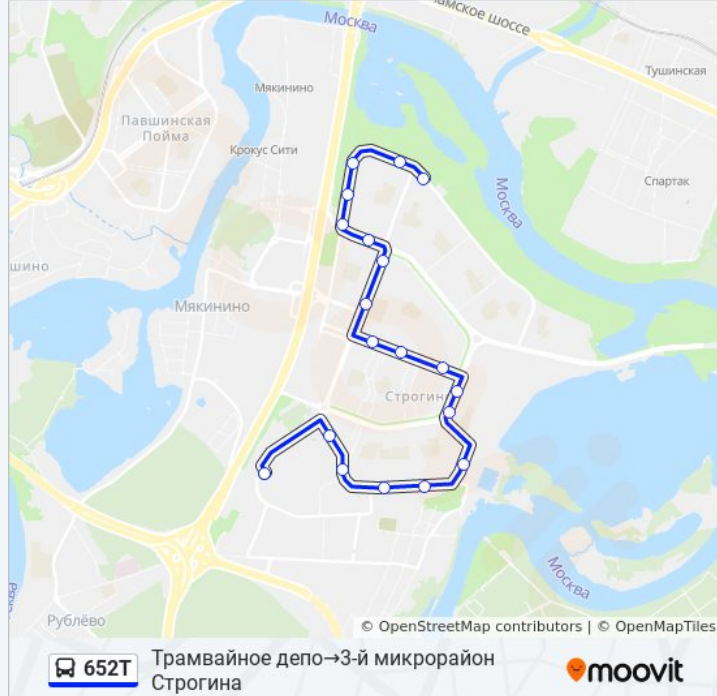 Москва
амское шоссе
Тушинская
Мякинино
Павшинская
Пойма
Крокус Сити
Москва
Спартак
шино
Мякинино
Строгин
Москва
Рублёво
© OpenStreetMap contributors | © OpenMapTiles
652Т Трамвайное депо→3-й микрорайон
Строгина
moovit